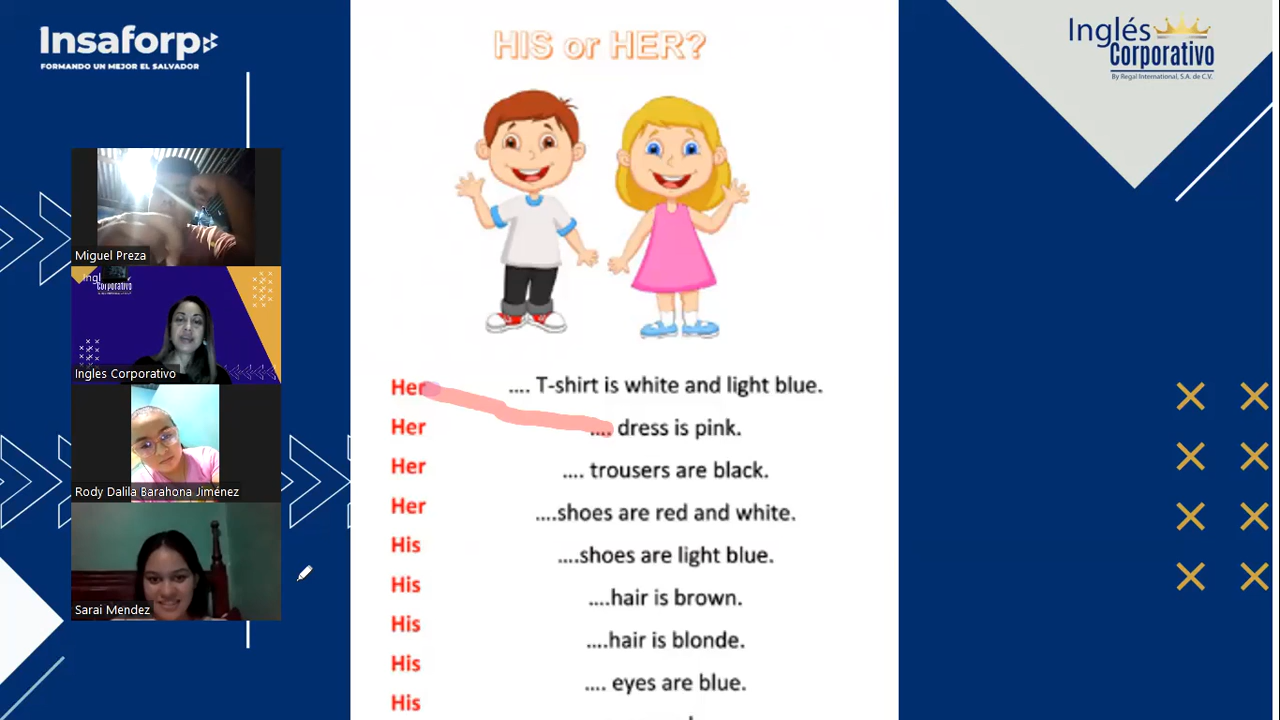 Insaforp
FORMANDO UN MEJOR EL SALVADOR
Inglés
Corporativo
By Regal International, S.A. de C.V.
HIS or HER?
Miguel Preza
Ingl
Corporativo
Ingles Corporativo
Rody Dalila Barahona Jiménez
Sarai Mendez
Her .... T-shirt is white and light blue.
Her .... dress is pink.
Her .... trousers are black.
Her ....shoes are red and white.
His ....shoes are light blue.
His ....hair is brown.
His ....hair is blonde.
His .... eyes are blue.
His